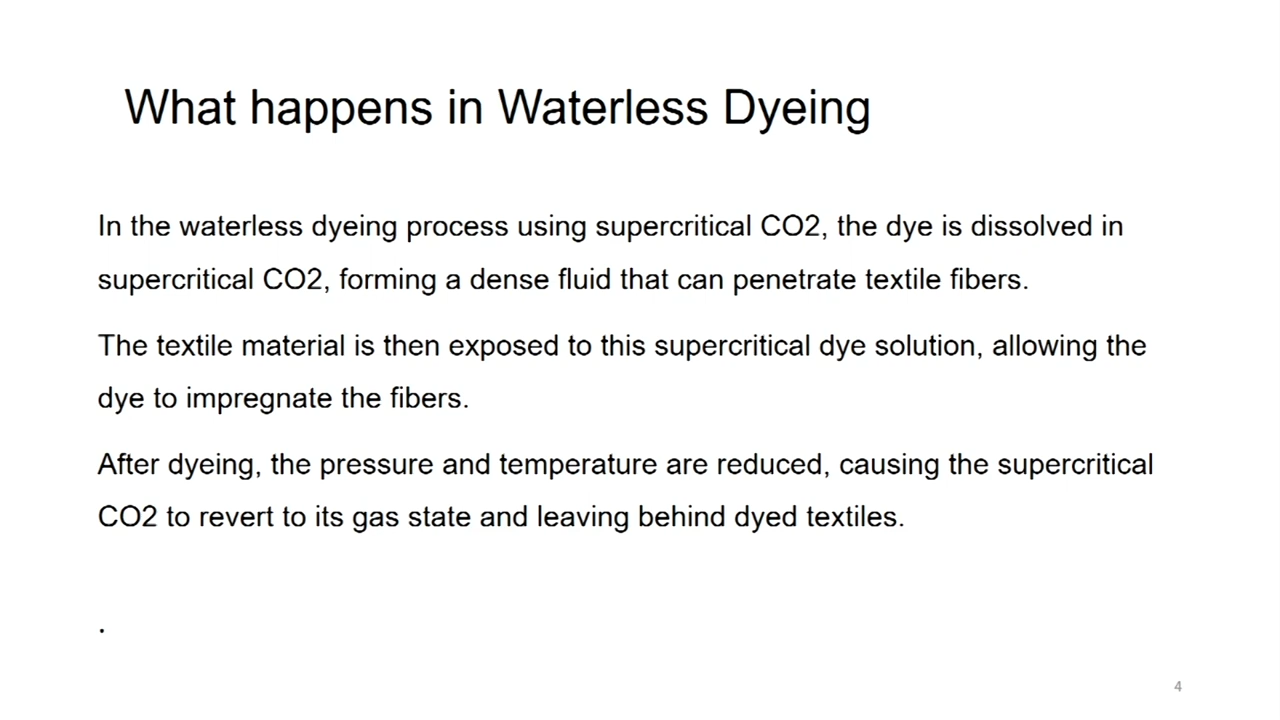 What happens in Waterless Dyeing
In the waterless dyeing process using supercritical CO2, the dye is dissolved in
supercritical CO2, forming a dense fluid that can penetrate textile fibers.
The textile material is then exposed to this supercritical dye solution, allowing the
dye to impregnate the fibers.
After dyeing, the pressure and temperature are reduced, causing the supercritical
CO2 to revert to its gas state and leaving behind dyed textiles.
.
4